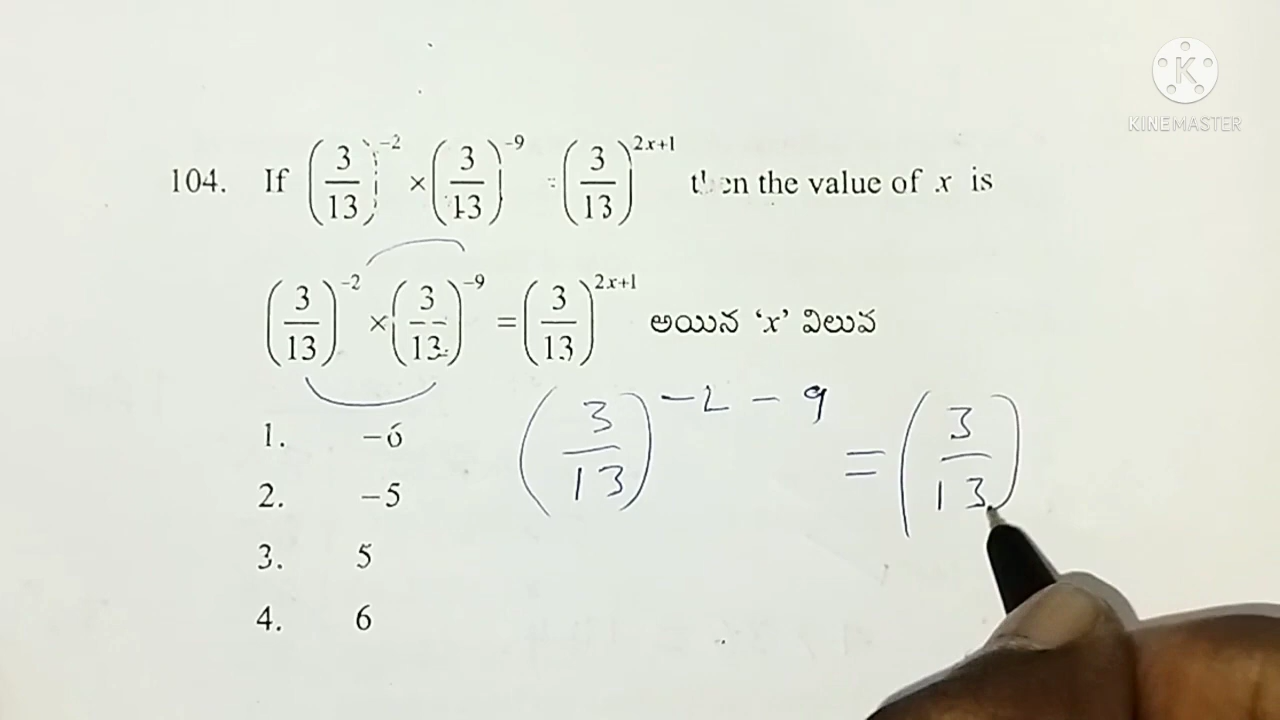 KINEMASTER
104. If (3/13)^{-2} × (3/13)^{-9} = (3/13)^{2x+1} then the value of x is
(3/13)^{-2} × (3/13)^{-9} = (3/13)^{2x+1} అయిన ‘x’ విలువ
1. -6
2. -5
3. 5
4. 6
(3/13)^{-2-9} = (3/13)